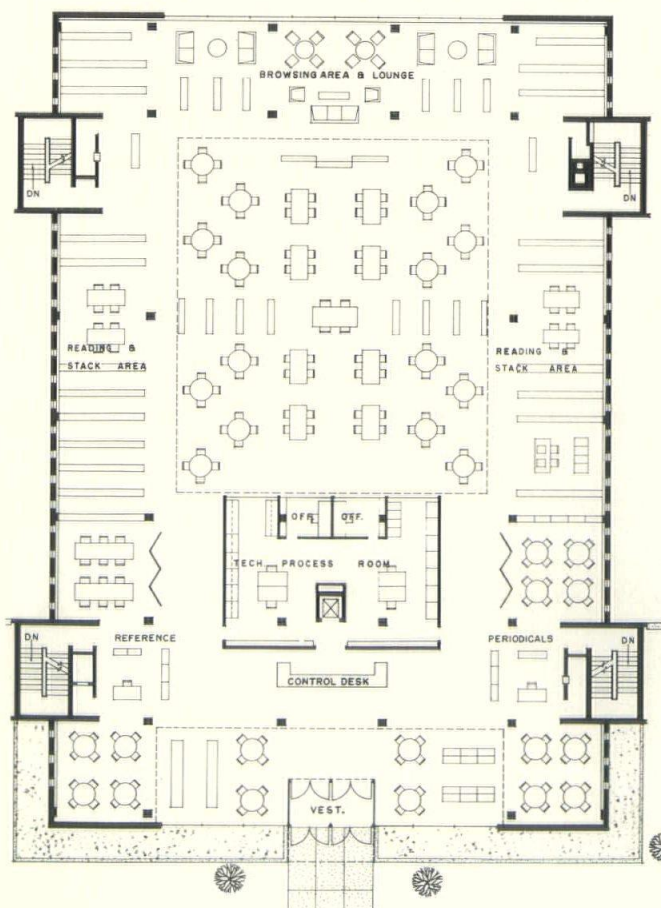 BROWSING AREA & LOUNGE
DN
DN
READING &
STACK AREA
READING &
STACK AREA
OFF.
OFF.
TECH PROCESS ROOM
DN
REFERENCE
PERIODICALS
DN
CONTROL DESK
VEST.